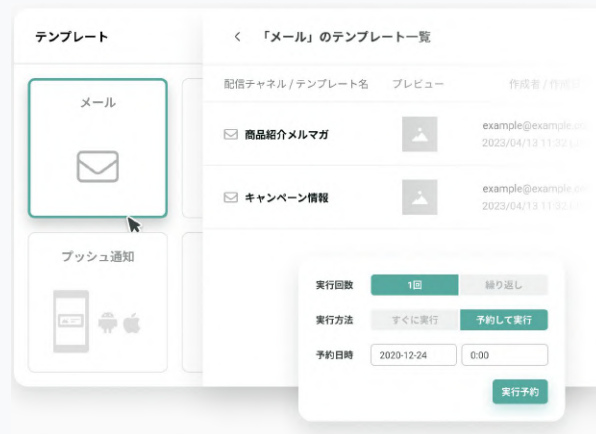 テンプレート
メール
プッシュ通知
「メール」のテンプレート一覧
配信チャネル / テンプレート名 プレビュー 作成者 /
商品紹介メルマガ
example@example.
2023/04/13 11:32
キャンペーン情報
example@example.
2023/04/13 11:32
実行回数 1回 繰り返し
実行方法 すぐに実行 予約して実行
予約日時 2020-12-24 0:00
実行予約